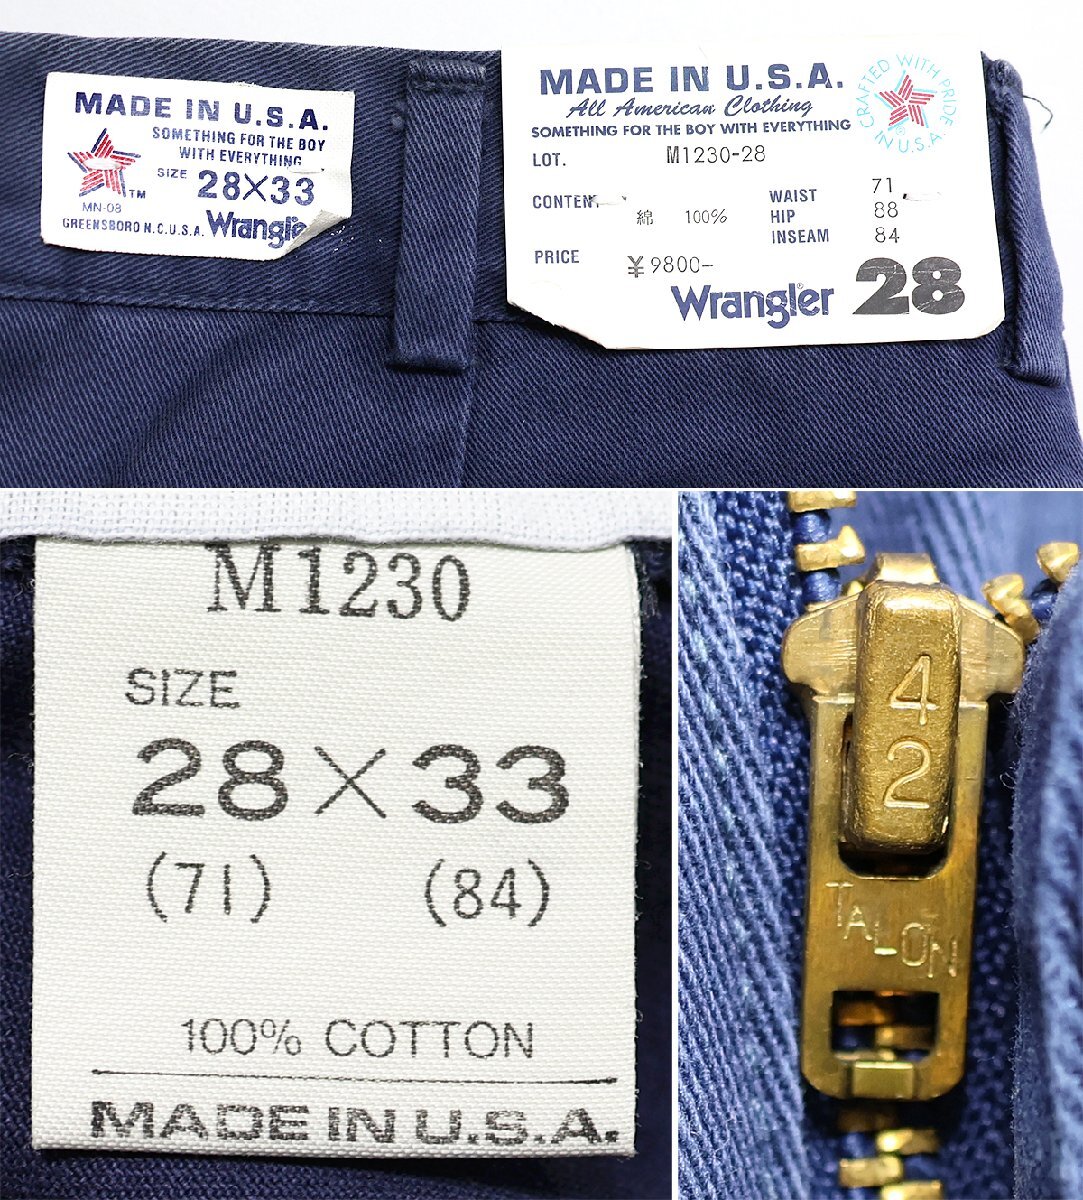 MADE IN U.S.A.
SOMETHING FOR THE BOY
WITH EVERYTHING
SIZE 28×33
TM
MN-08
GREENSBORO N.C.U.S.A. Wrangle
MADE IN U.S.A.
All American Clothing
SOMETHING FOR THE BOY WITH EVERYTHING
CRAFTED WITH PRIDE
IN U.S.A.
®
LOT. M1230-28
CONTEN
綿 100%
WAIST 71
HIP 88
INSEAM 84
PRICE ¥9800-
Wrangler 28
M1230
SIZE
28×33
(71) (84)
100% COTTON
MADE IN U.S.A.
42
TALON